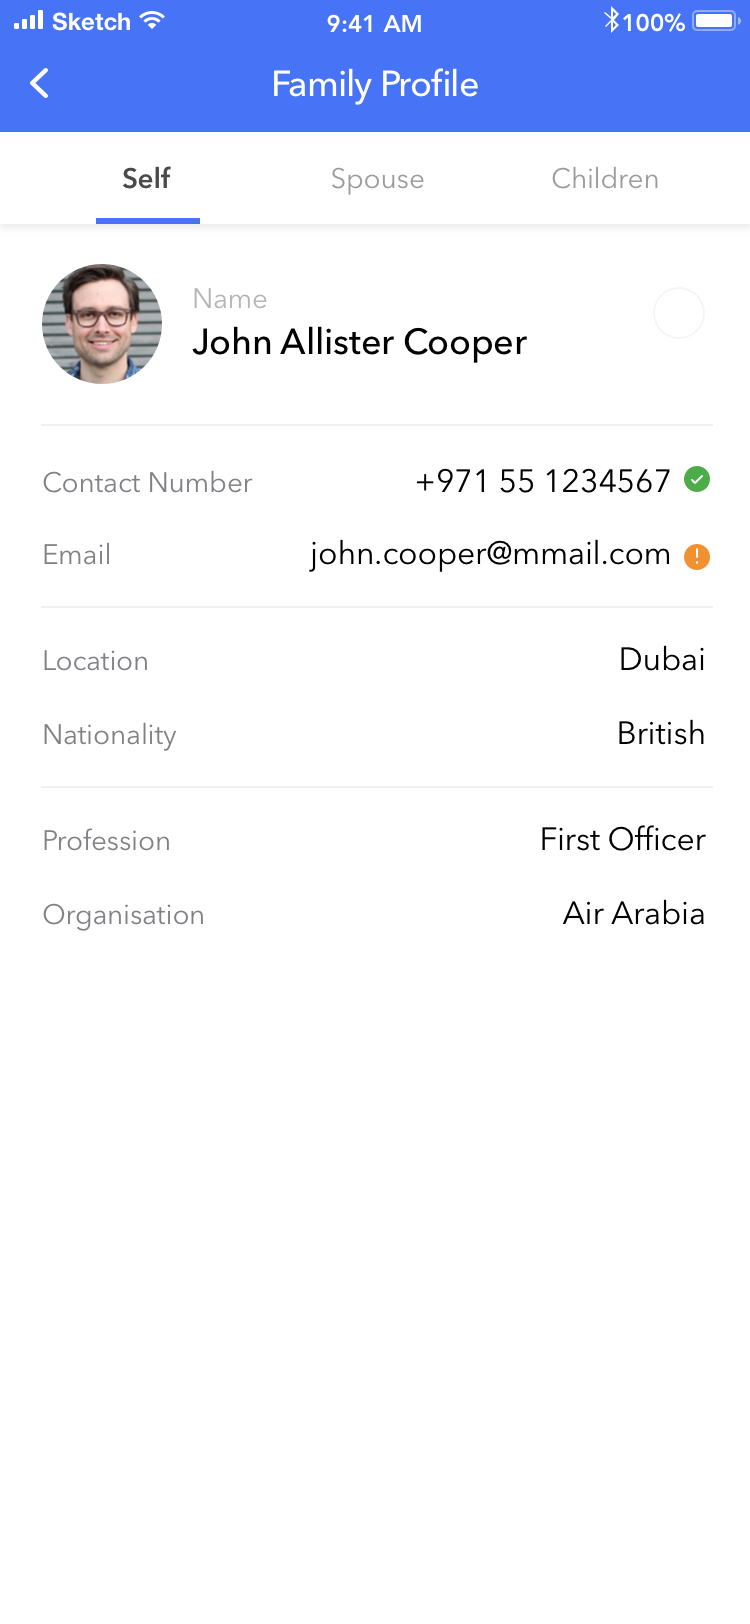 Sketch 9:41 AM 100%
Family Profile
Self Spouse Children
Name
John Allister Cooper
Contact Number +971 55 1234567
Email john.cooper@mmail.com
Location Dubai
Nationality British
Profession First Officer
Organisation Air Arabia